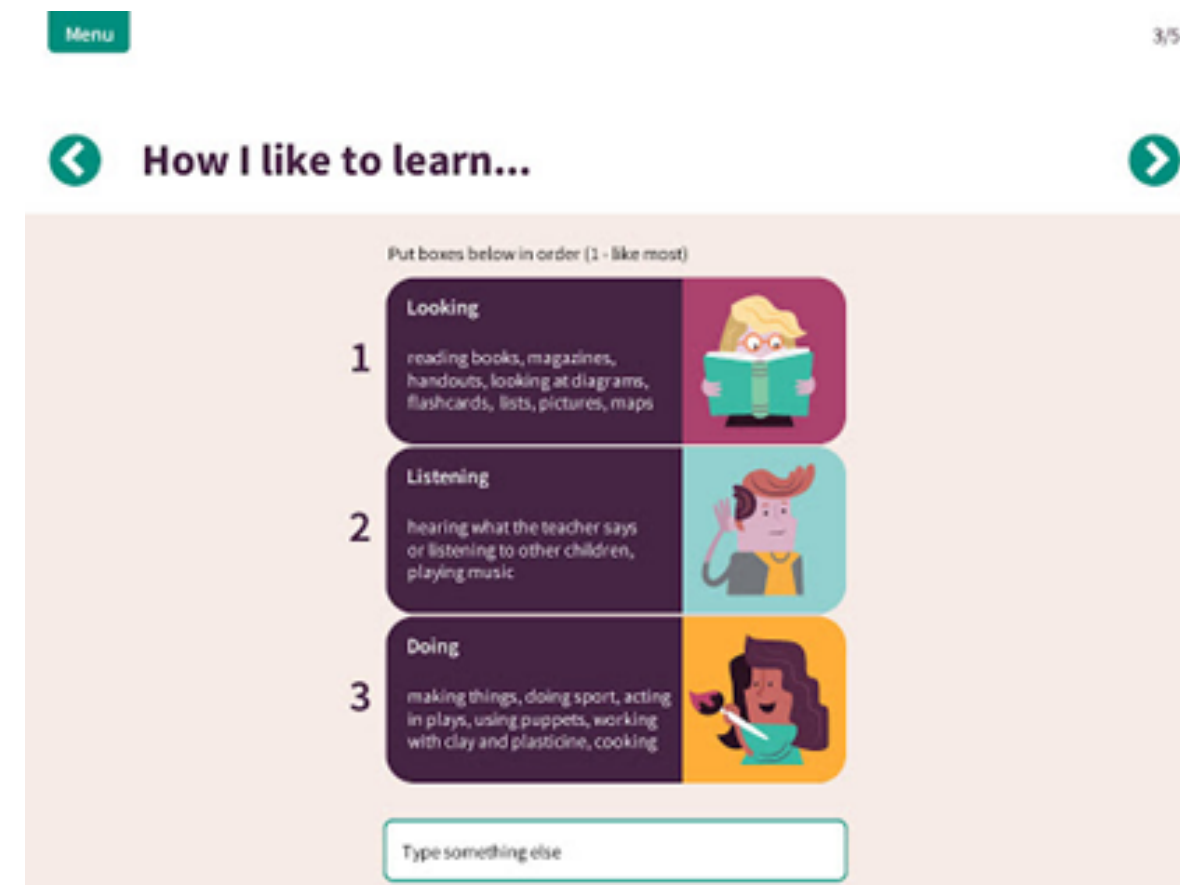 Menu
3/5
How I like to learn...
Put boxes below in order (1 - like most)
1
Looking
reading books, magazines,
handouts, looking at diagrams,
flashcards, lists, pictures, maps
2
Listening
hearing what the teacher says
or listening to other children,
playing music
3
Doing
making things, doing sport, acting
in plays, using puppets, working
with clay and plasticine, cooking
Type something else